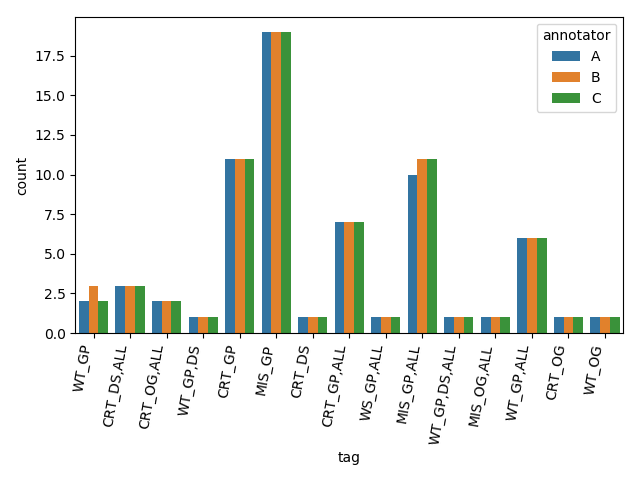 annotator
A
B
C
count
17.5
15.0
12.5
10.0
7.5
5.0
2.5
0.0
WT_GP
CRT_DS,ALL
CRT_OG,ALL
WT_GP,DS
CRT_GP
MIS_GP
CRT_DS
CRT_GP,ALL
WS_GP,ALL
MIS_GP,ALL
WT_GP,DS,ALL
MIS_OG,ALL
WT_GP,ALL
CRT_OG
WT_OG
tag